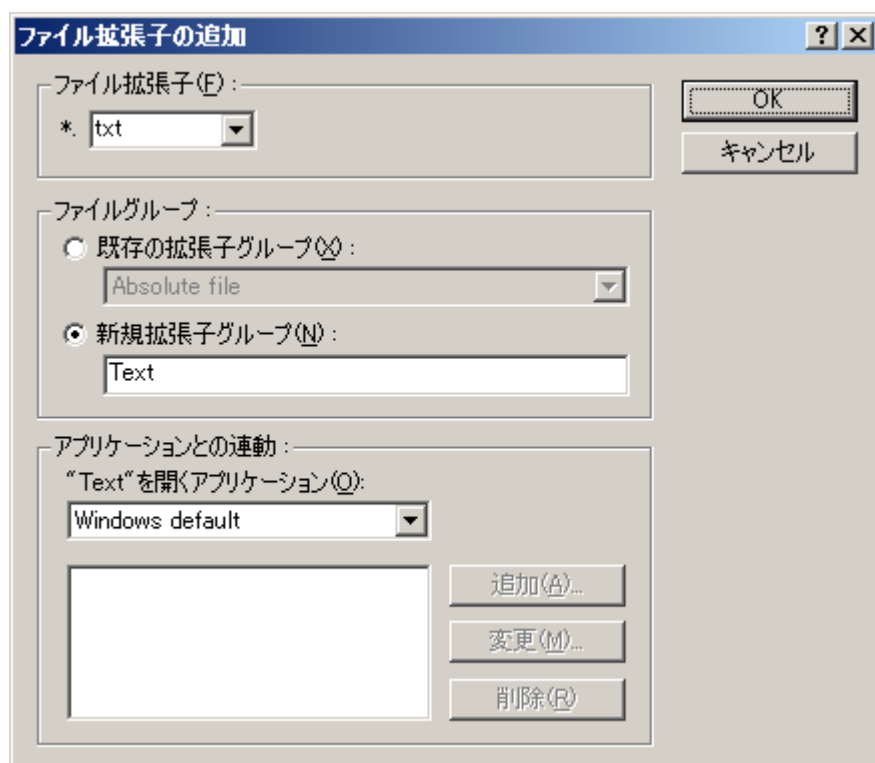 ファイル拡張子の追加
ファイル拡張子(F):
OK
*. txt
キャンセル
ファイルグループ:
既存の拡張子グループ(X):
Absolute file
新規拡張子グループ(N):
Text
アプリケーションとの連動:
“Text”を開くアプリケーション(O):
Windows default
追加(A)...
変更(M)...
削除(R)